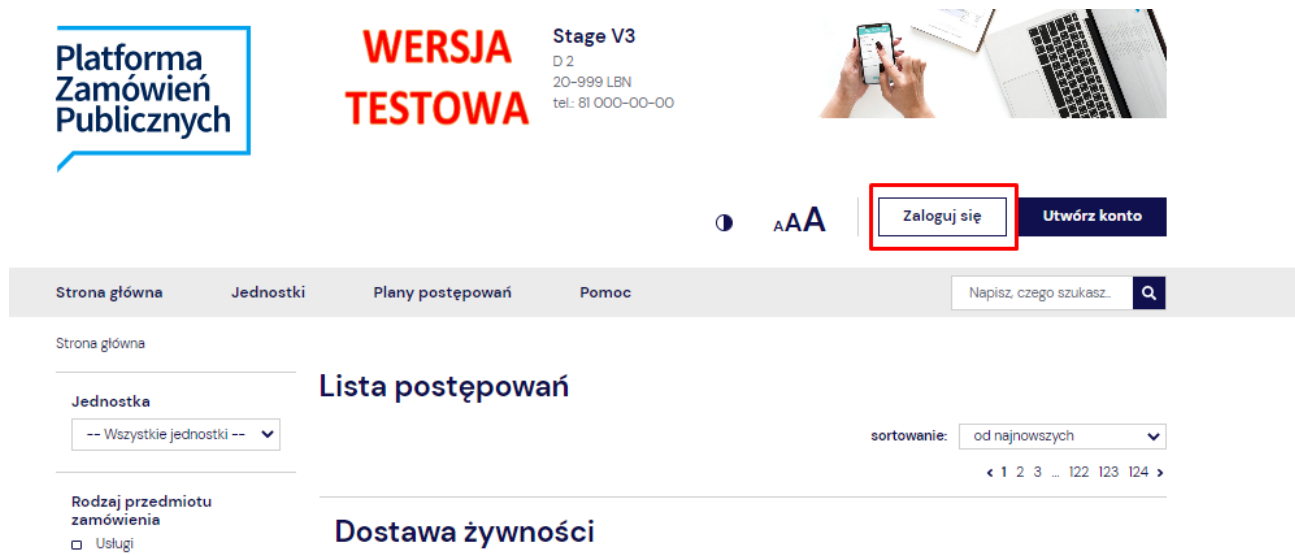 Platforma
Zamówień
Publicznych
WERSJA
TESTOWA
Stage V3
D 2
20-999 LBN
tel.: 81 000-00-00
AAA
Zaloguj się
Utwórz konto
Strona główna
Jednostki
Plany postępowań
Pomoc
Napisz, czego szukasz..
Strona główna
Jednostka
-- Wszystkie jednostki --
Rodzaj przedmiotu
zamówienia
Usługi
Lista postępowań
sortowanie:
od najnowszych
‹ 1 2 3 ... 122 123 124 ›
Dostawa żywności